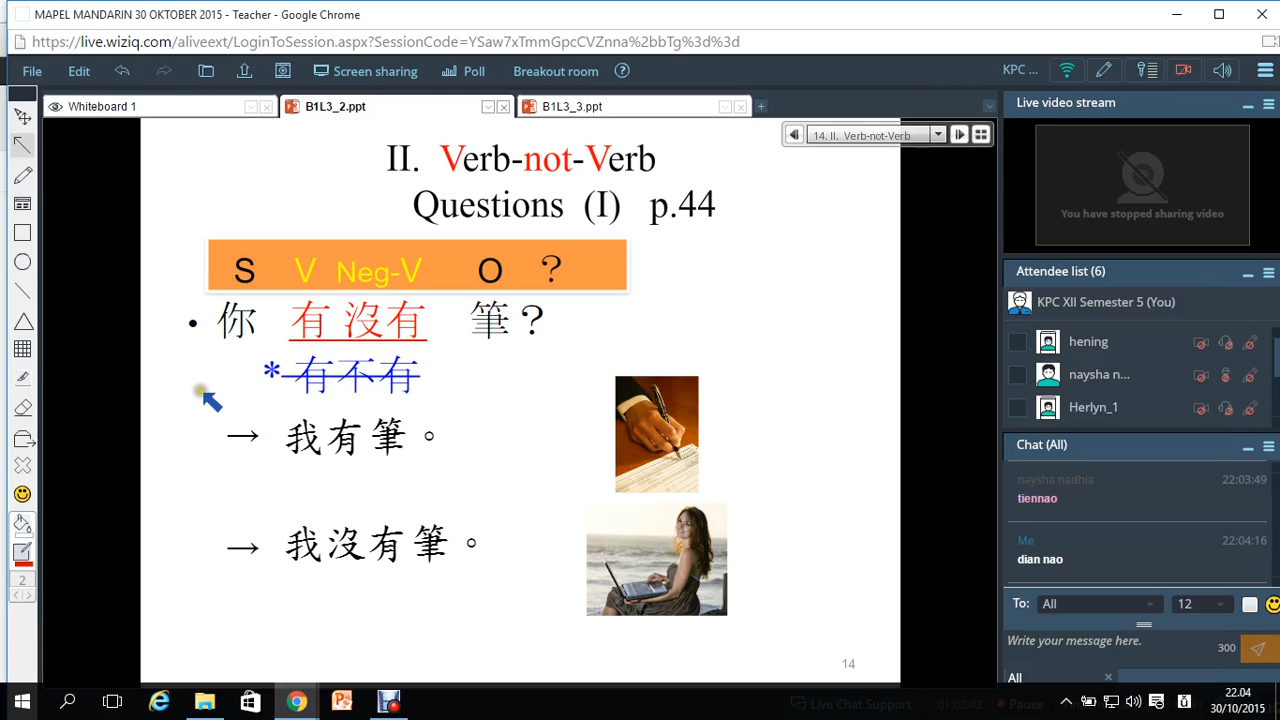 MAPEL MANDARIN 30 OKTOBER 2015 - Teacher - Google Chrome
https://live.wiziq.com/aliveext/LoginToSession.aspx?SessionCode=YSaw7xTmmGpcCVZnna%2bbTg%3d%3d
File Edit Screen sharing Poll Breakout room ? KPC ...
Whiteboard 1 B1L3_2.ppt B1L3_3.ppt
14. II. Verb-not-Verb
II. Verb-not-Verb
Questions (I) p.44
S V Neg-V O ？
• 你 有沒有 筆？
*有不有
→ 我有筆。
→ 我沒有筆。
14
2
Live video stream
You have stopped sharing video
Attendee list (6)
KPC XII Semester 5 (You)
hening
naysha n...
Herlyn_1
Chat (All)
naysha nadhia 22:03:49
tiennao
Me 22:04:16
dian nao
To: All 12
Write your message here. 300
All
Live Chat Support 01:02:43 Pause
22.04
30/10/2015